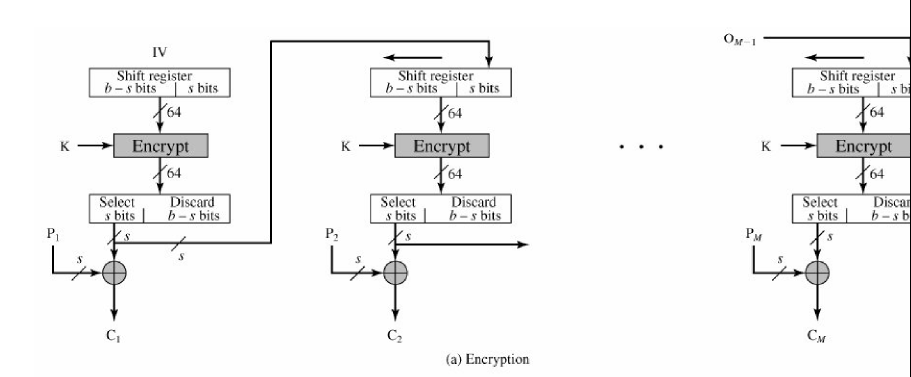 IV
Shift register
b – s bits | s bits
64
K
Encrypt
64
Select Discard
s bits | b – s bits
P1
s
s
s
C1
Shift register
b – s bits | s bits
64
K
Encrypt
64
Select Discard
s bits | b – s bits
P2
s
s
C2
. . .
OM–1
Shift register
b – s bits | s bi
64
K
Encrypt
64
Select Discar
s bits | b – s b
PM
s
s
CM
(a) Encryption